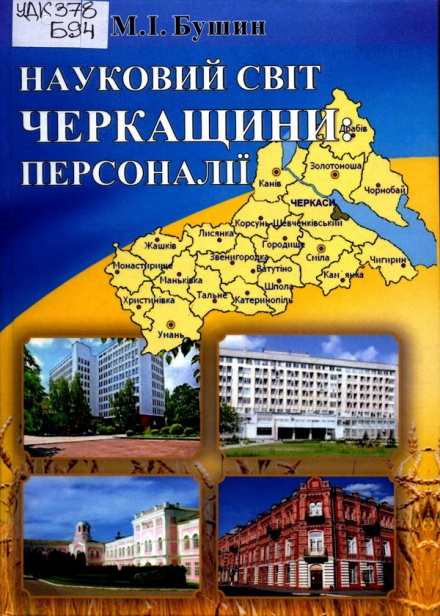 УДК 378
Б94
М.І. Бушин
НАУКОВИЙ СВІТ
ЧЕРКАЩИНИ:
ПЕРСОНАЛІЇ
Драбів
Золотоноша
Канів
Чорнобай
ЧЕРКАСИ
Корсунь-Шевченківський
Лисянка
Жашків
Городище
Звенигородка
Сміла
Чигирин
Монастирище
Ватутіно
Маньківка
Кам'янка
Шпола
Тальне
Катеринопіль
Христинівка
Умань